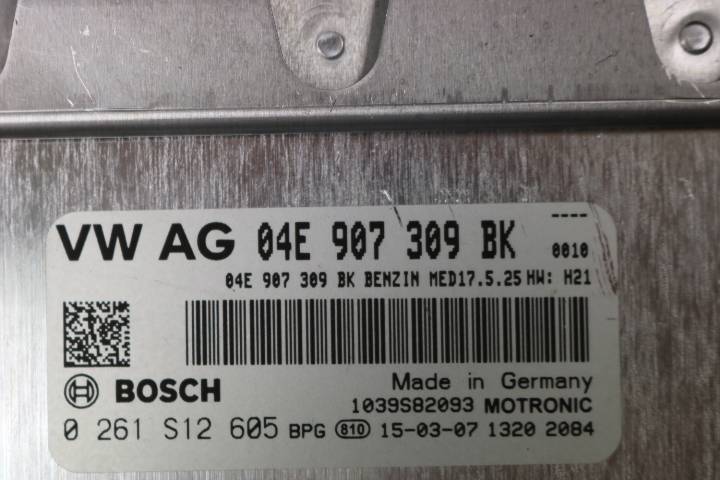 ----
VW AG 04E 907 309 BK 0010
04E 907 309 BK BENZIN MED17.5.25 HW: H21
BOSCH
Made in Germany
1039S82093 MOTRONIC
0 261 S12 605 BPG 810 15-03-07 1320 2084